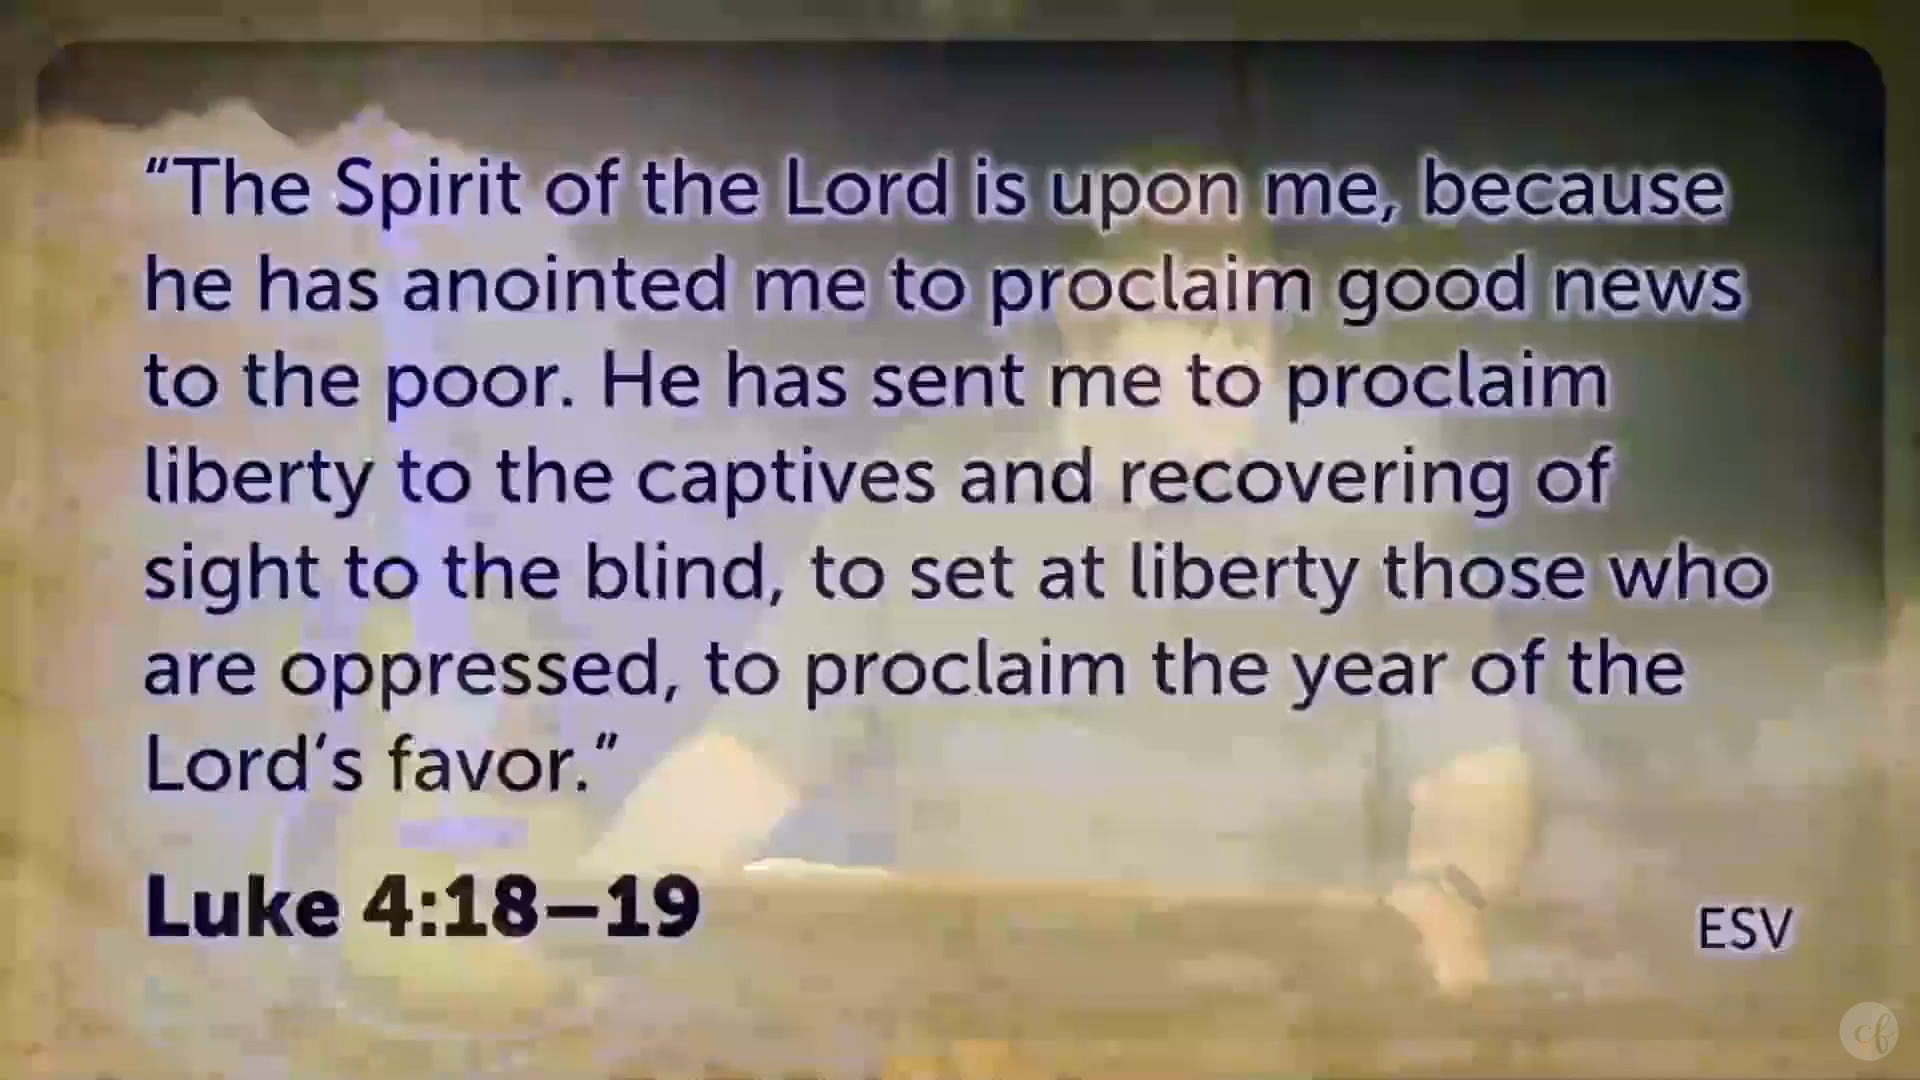 “The Spirit of the Lord is upon me, because
he has anointed me to proclaim good news
to the poor. He has sent me to proclaim
liberty to the captives and recovering of
sight to the blind, to set at liberty those who
are oppressed, to proclaim the year of the
Lord’s favor.”
Luke 4:18–19
ESV
cf